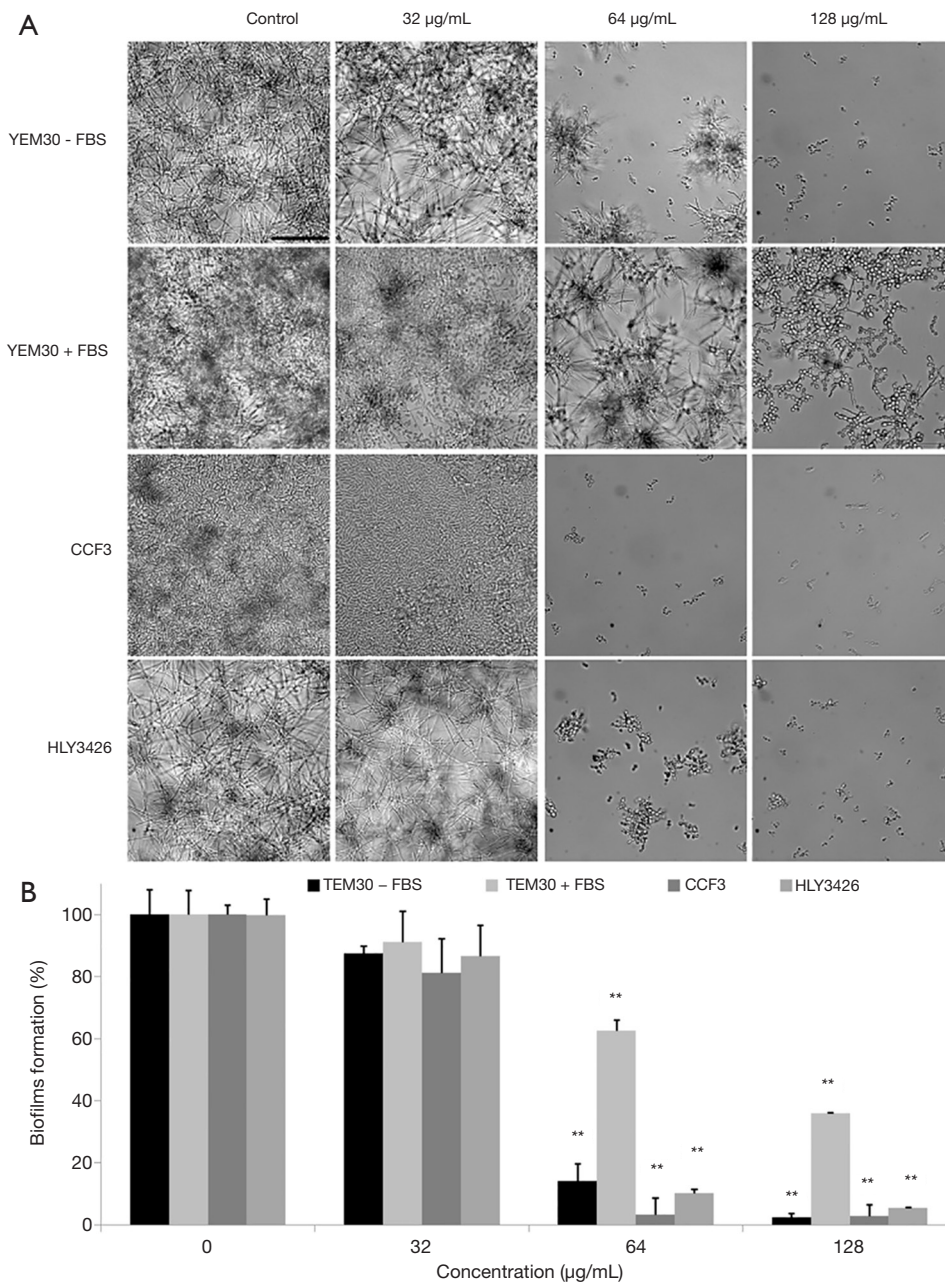 A
Control 32 µg/mL 64 µg/mL 128 µg/mL
YEM30 - FBS
YEM30 + FBS
CCF3
HLY3426
B
TEM30 – FBS TEM30 + FBS CCF3 HLY3426
Biofilms formation (%)
100
80
60
40
20
0
** ** ** ** ** ** ** **
0 32 64 128
Concentration (µg/mL)